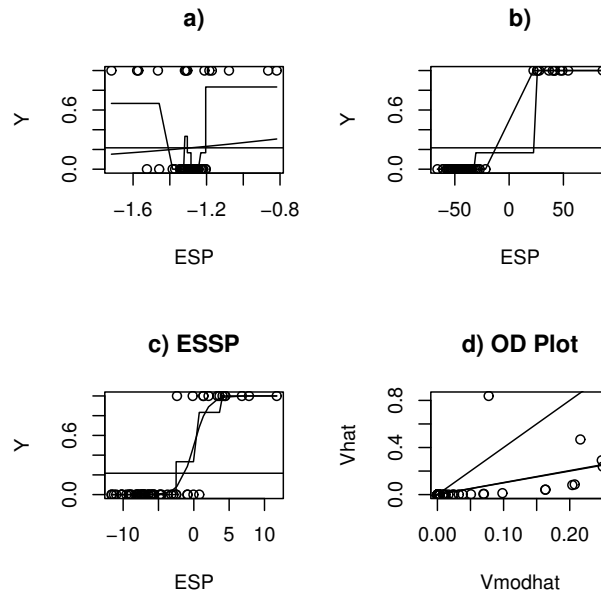 a)
Y
0.0 0.6
−1.6 −1.2 −0.8
ESP
b)
Y
0.0 0.6
−50 0 50
ESP
c) ESSP
Y
0.0 0.6
−10 0 5 10
ESP
d) OD Plot
Vhat
0.0 0.4 0.8
0.00 0.10 0.20
Vmodhat